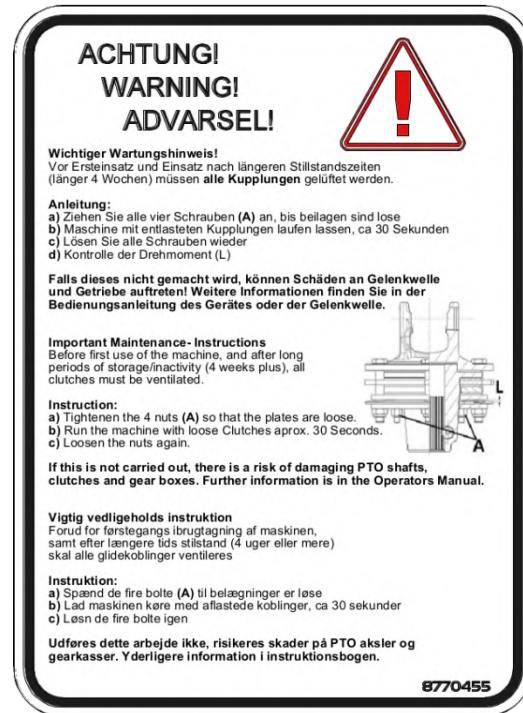 ACHTUNG!
WARNING!
ADVARSEL!
Wichtiger Wartungshinweis!
Vor Ersteinsatz und Einsatz nach längeren Stillstandszeiten
(länger 4 Wochen) müssen alle Kupplungen gelüftet werden.
Anleitung:
a) Ziehen Sie alle vier Schrauben (A) an, bis beilagen sind lose
b) Maschine mit entlasteten Kupplungen laufen lassen, ca 30 Sekunden
c) Lösen Sie alle Schrauben wieder
d) Kontrolle der Drehmoment (L)
Falls dieses nicht gemacht wird, können Schäden an Gelenkwelle
und Getriebe auftreten! Weitere Informationen finden Sie in der
Bedienungsanleitung des Gerätes oder der Gelenkwelle.
Important Maintenance- Instructions
Before first use of the machine, and after long
periods of storage/inactivity (4 weeks plus), all
clutches must be ventilated.
Instruction:
a) Tightenen the 4 nuts (A) so that the plates are loose.
b) Run the machine with loose Clutches aprox. 30 Seconds.
c) Loosen the nuts again.
L
A
If this is not carried out, there is a risk of damaging PTO shafts,
clutches and gear boxes. Further information is in the Operators Manual.
Vigtig vedligeholds instruktion
Forud for førstegangs ibrugtagning af maskinen,
samt efter længere tids stilstand (4 uger eller mere)
skal alle glidekoblinger ventileres
Instruktion:
a) Spænd de fire bolte (A) til belægninger er løse
b) Lad maskinen køre med aflastede koblinger, ca 30 sekunder
c) Løsn de fire bolte igen
Udføres dette arbejde ikke, risikeres skader på PTO aksler og
gearkasser. Yderligere information i instruktionsbogen.
8770455